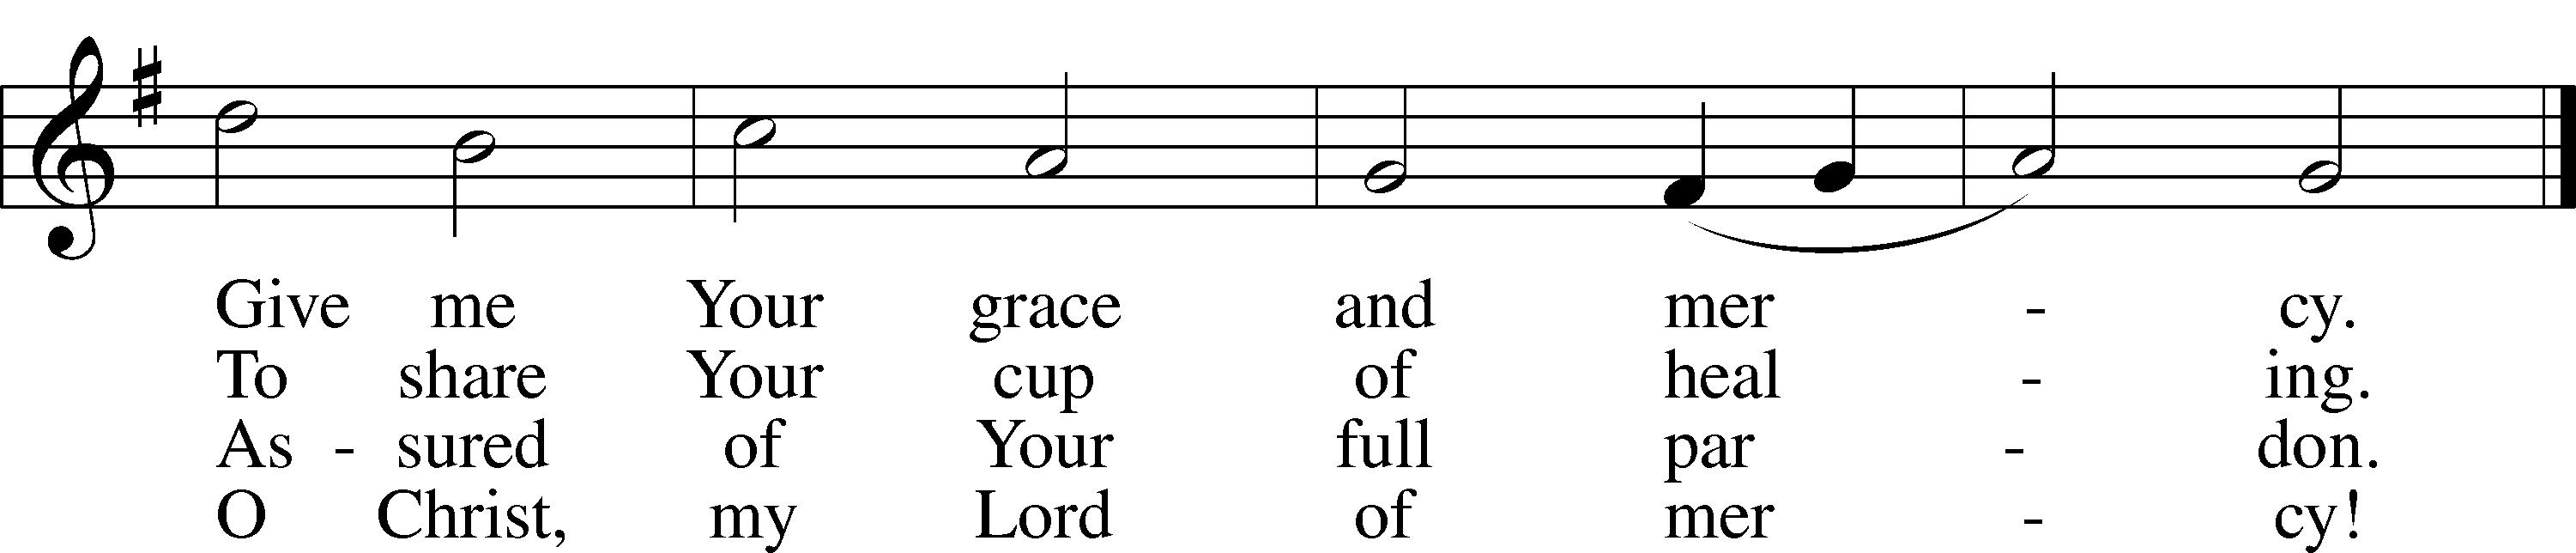 Give me Your grace and mer - cy.
To share Your cup of heal - ing.
As - sured of Your full par - don.
O Christ, my Lord of mer - cy!